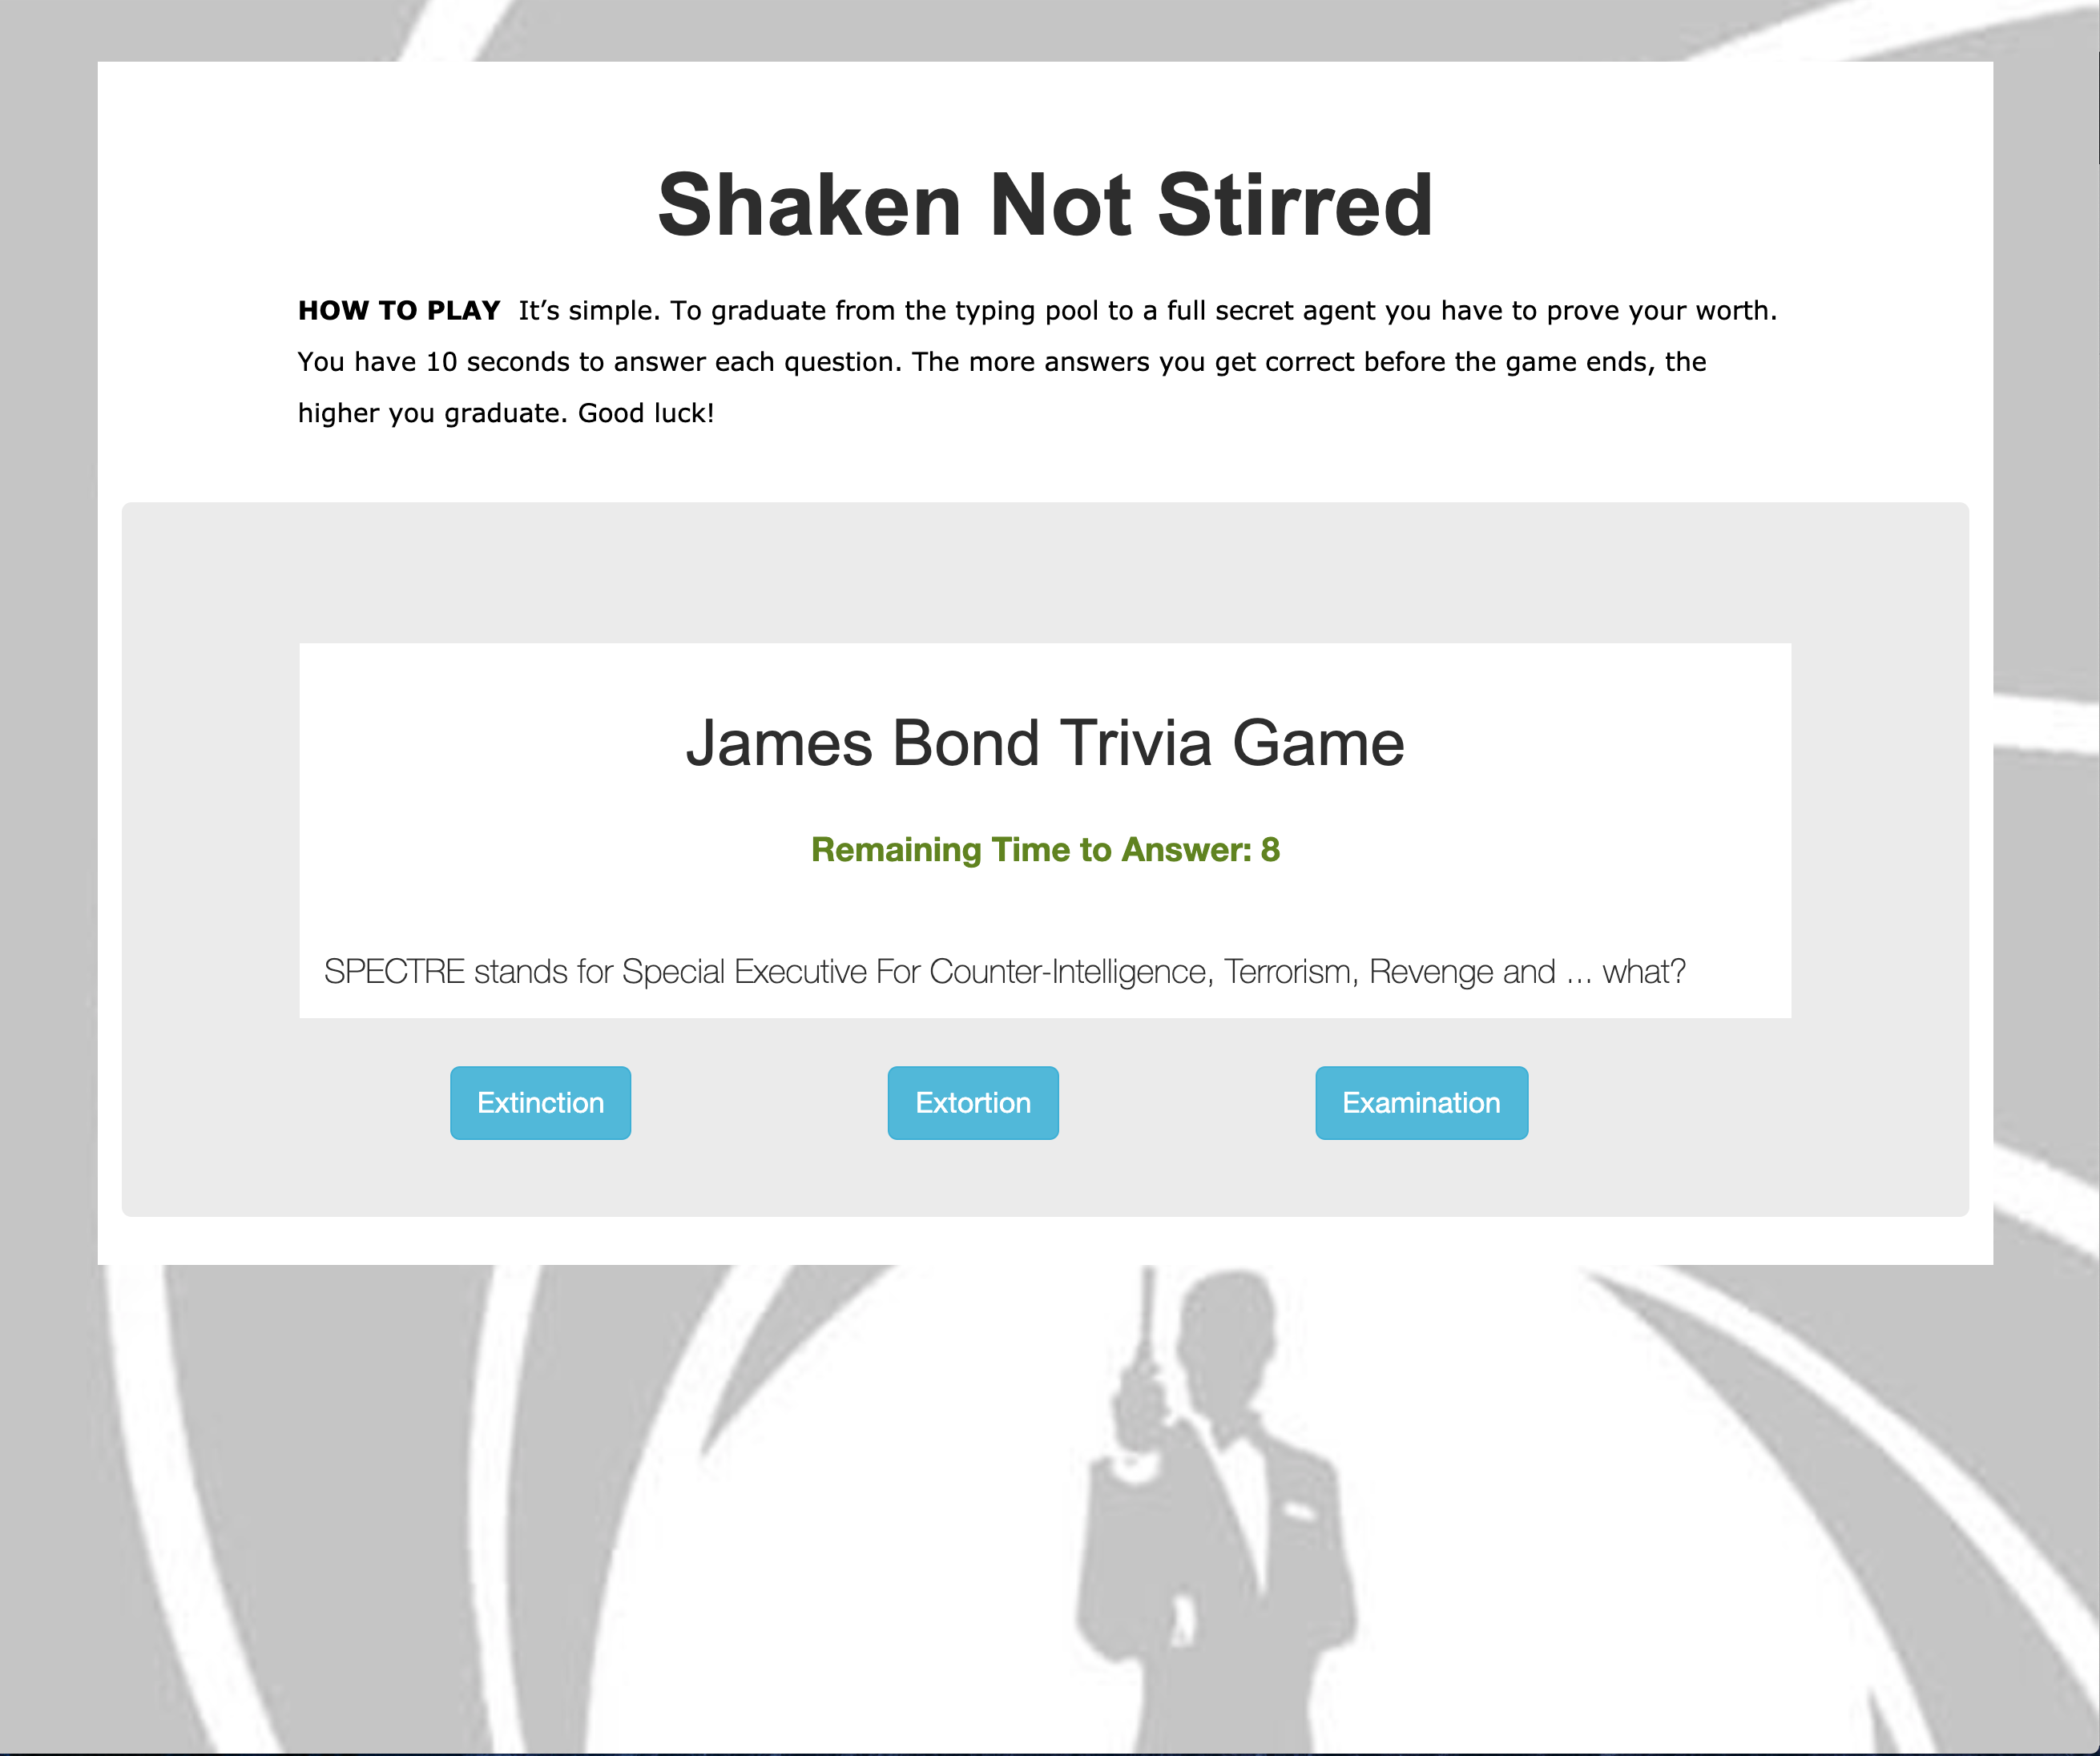 Shaken Not Stirred
HOW TO PLAY It’s simple. To graduate from the typing pool to a full secret agent you have to prove your worth.
You have 10 seconds to answer each question. The more answers you get correct before the game ends, the
higher you graduate. Good luck!
James Bond Trivia Game
Remaining Time to Answer: 8
SPECTRE stands for Special Executive For Counter-Intelligence, Terrorism, Revenge and ... what?
Extinction
Extortion
Examination